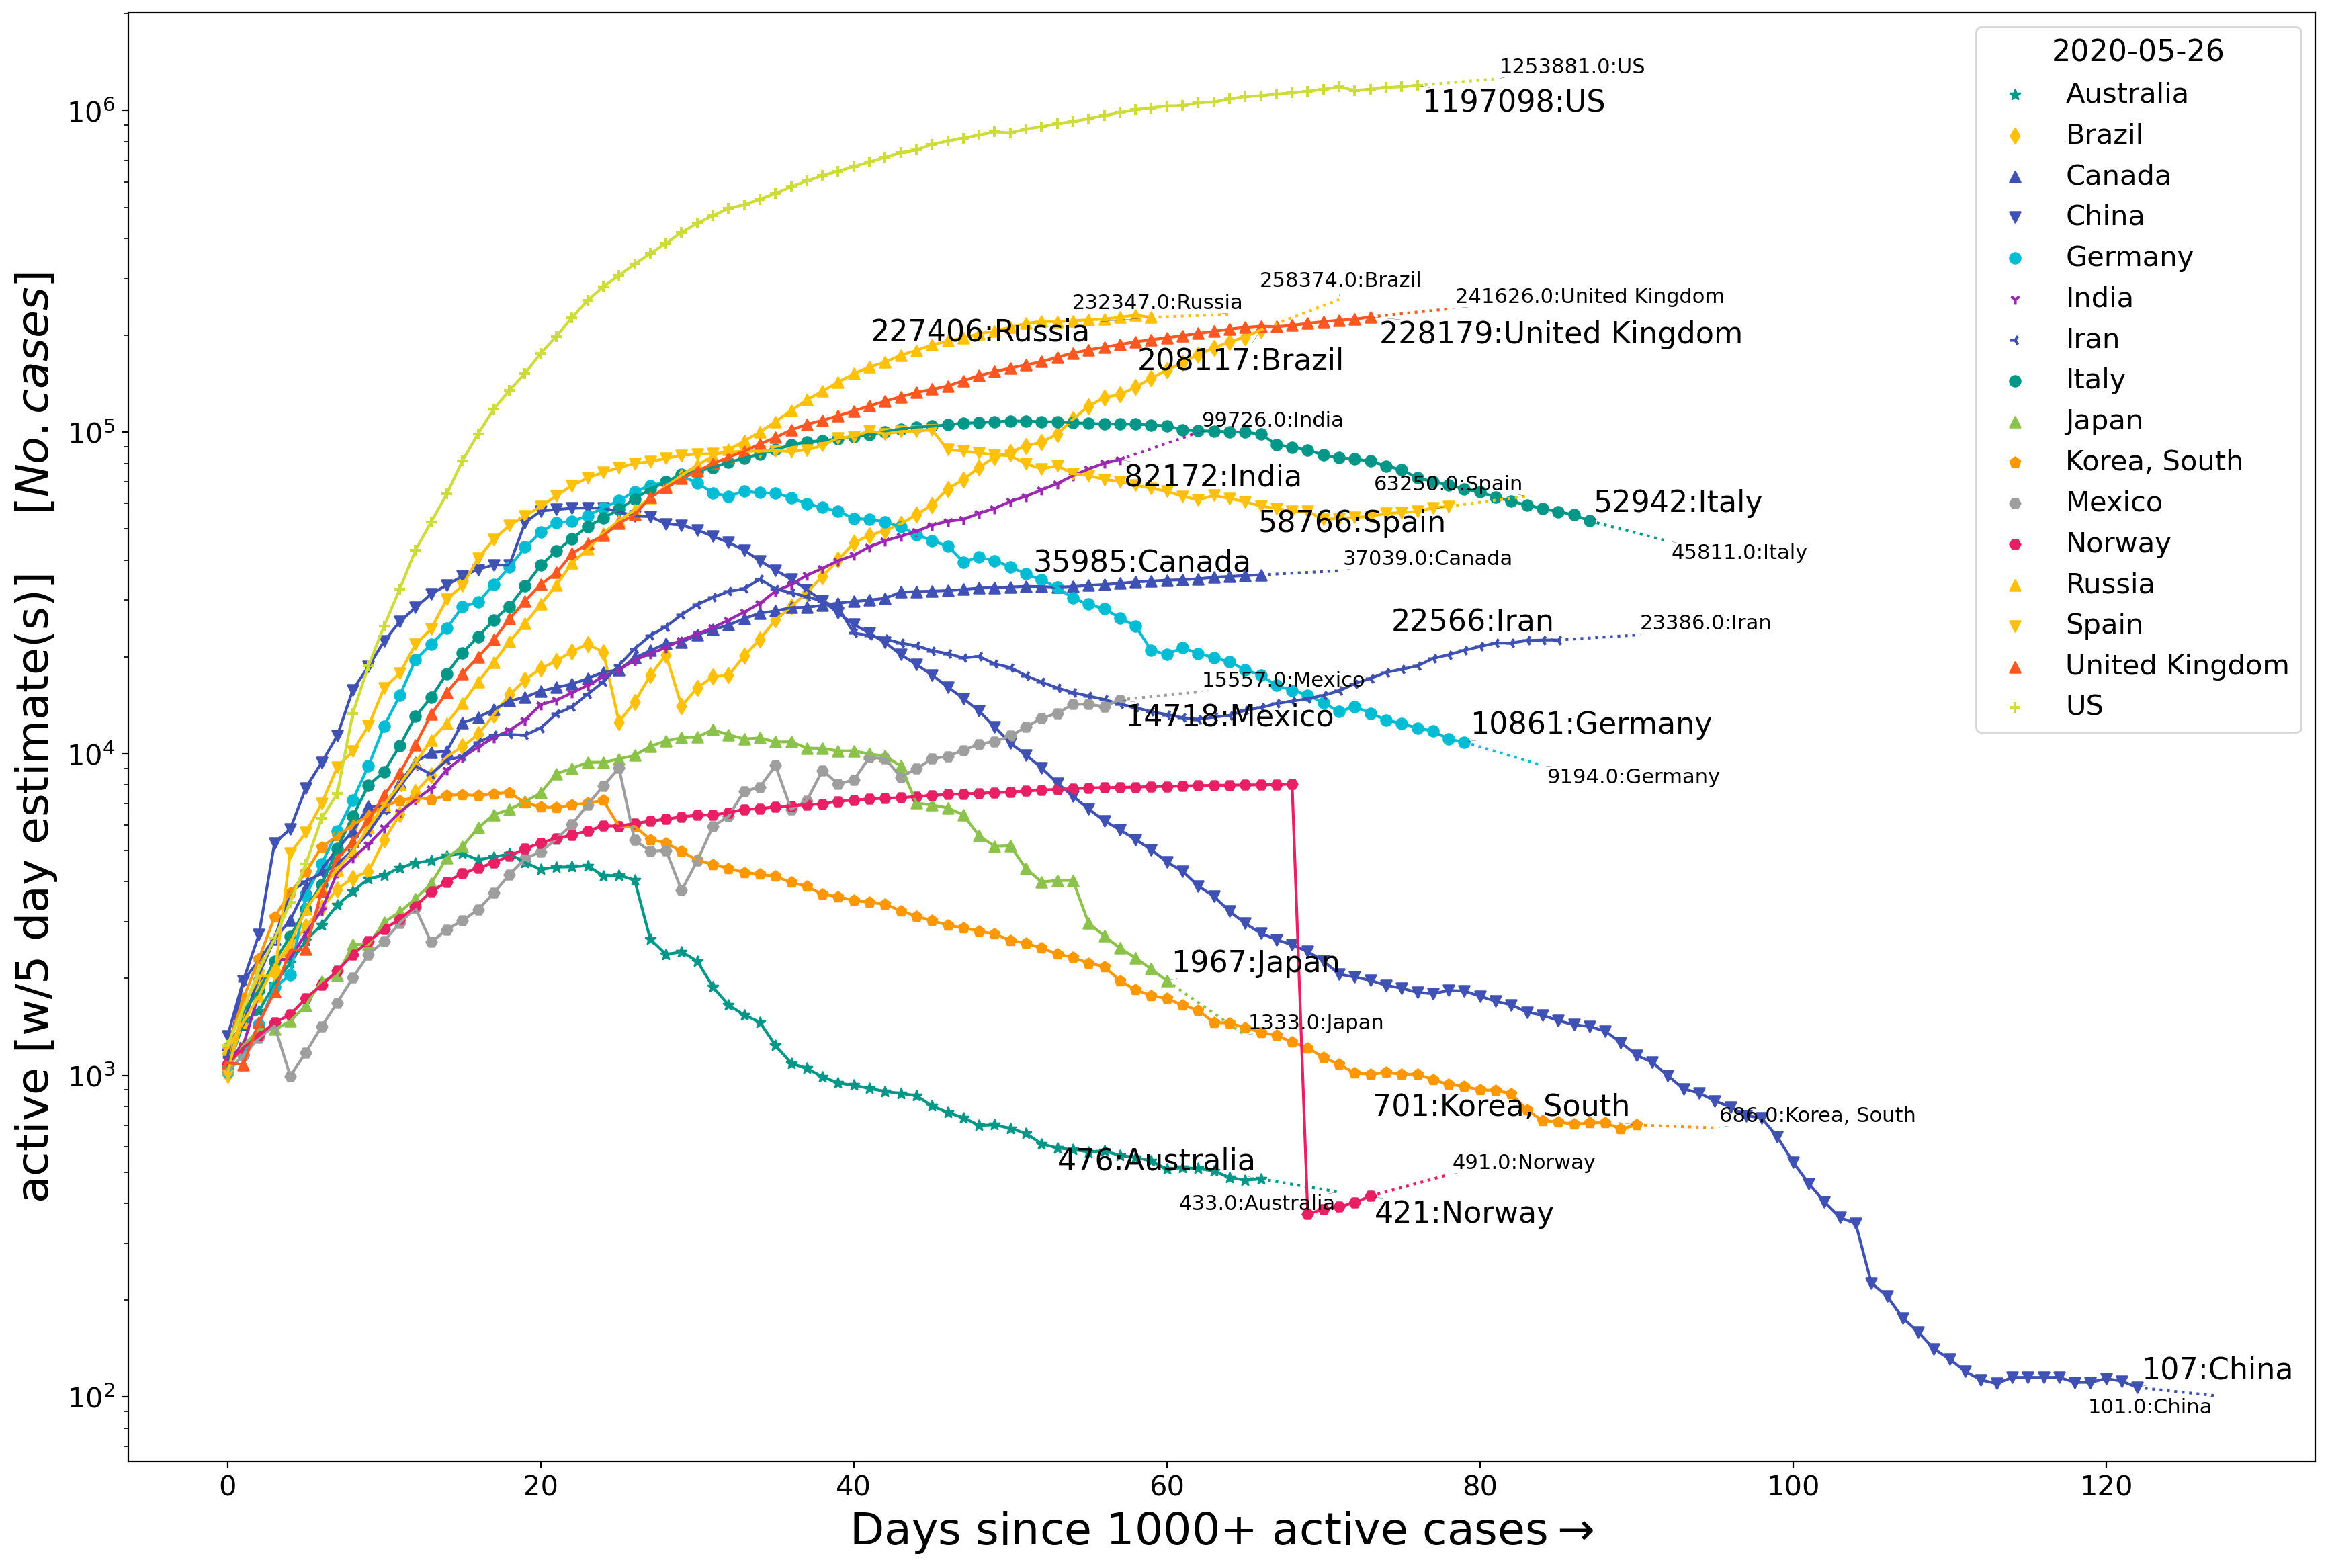 active [w/5 day estimate(s)] [No.cases]
10⁶
10⁵
10⁴
10³
10²
1253881.0:US
1197098:US
258374.0:Brazil
232347.0:Russia
241626.0:United Kingdom
227406:Russia
228179:United Kingdom
208117:Brazil
99726.0:India
82172:India
63250.0:Spain
52942:Italy
58766:Spain
45811.0:Italy
35985:Canada
37039.0:Canada
22566:Iran
23386.0:Iran
15557.0:Mexico
14718:Mexico
10861:Germany
9194.0:Germany
1967:Japan
1333.0:Japan
701:Korea, South
686.0:Korea, South
476:Australia
491.0:Norway
433.0:Australia
421:Norway
107:China
101.0:China
2020-05-26
Australia
Brazil
Canada
China
Germany
India
Iran
Italy
Japan
Korea, South
Mexico
Norway
Russia
Spain
United Kingdom
US
0 20 40 60 80 100 120
Days since 1000+ active cases→